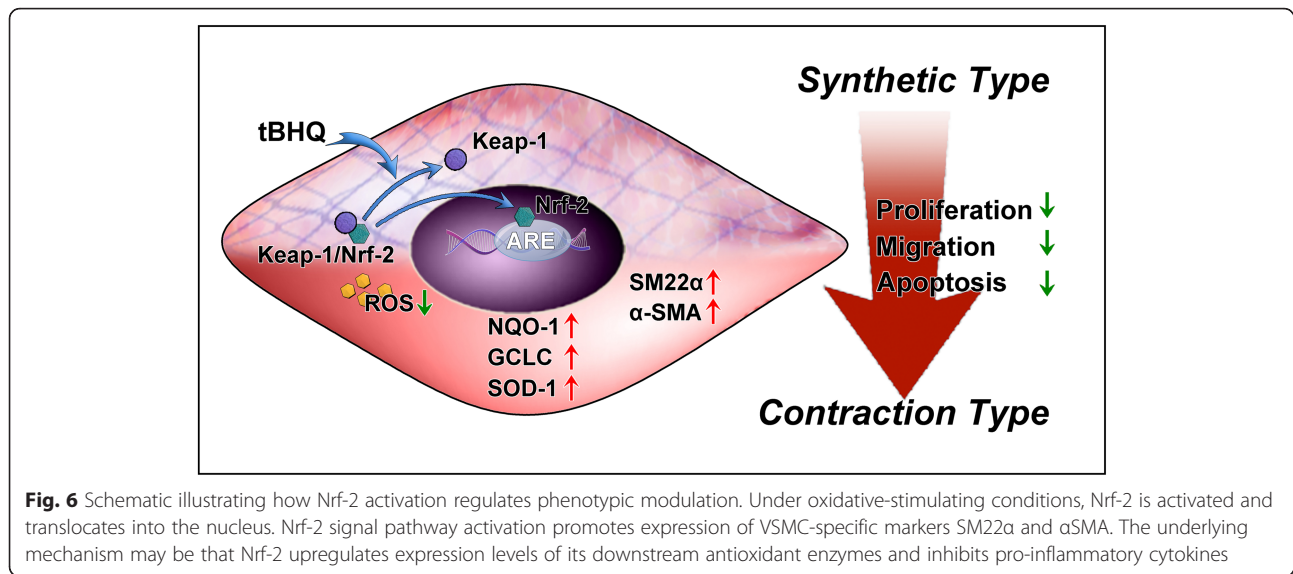 Synthetic Type
tBHQ
Keap-1
Nrf-2
Keap-1/Nrf-2
ARE
ROS
SM22α
α-SMA
NQO-1
GCLC
SOD-1
Proliferation
Migration
Apoptosis
Contraction Type
Fig. 6 Schematic illustrating how Nrf-2 activation regulates phenotypic modulation. Under oxidative-stimulating conditions, Nrf-2 is activated and
translocates into the nucleus. Nrf-2 signal pathway activation promotes expression of VSMC-specific markers SM22α and αSMA. The underlying
mechanism may be that Nrf-2 upregulates expression levels of its downstream antioxidant enzymes and inhibits pro-inflammatory cytokines